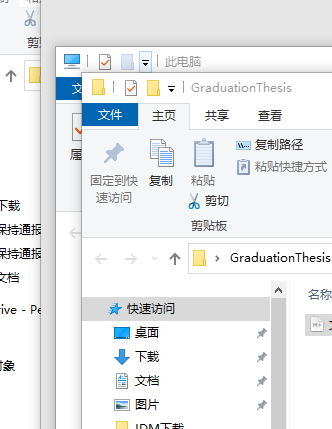 此电脑
GraduationThesis
文件
主页
共享
查看
固定到快
速访问
复制
粘贴
复制路径
粘贴快捷方式
剪切
剪贴板
GraduationThesis
快速访问
桌面
下载
文档
图片
IDM下载
名称
下载
保持通报
保持通报
文档
rive - Pe
对象